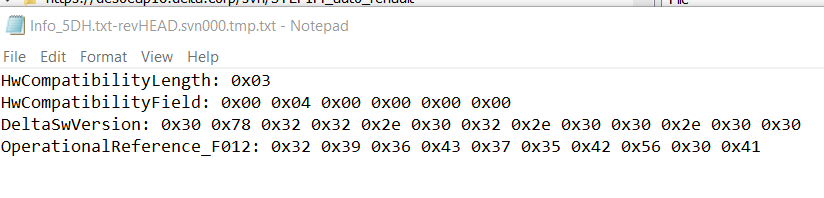 Info_5DH.txt-revHEAD.svn000.tmp.txt - Notepad
File Edit Format View Help
HwCompatibilityLength: 0x03
HwCompatibilityField: 0x00 0x04 0x00 0x00 0x00 0x00
DeltaSwVersion: 0x30 0x78 0x32 0x32 0x2e 0x30 0x32 0x2e 0x30 0x30 0x2e 0x30 0x30
OperationalReference_F012: 0x32 0x39 0x36 0x43 0x37 0x35 0x42 0x56 0x30 0x41